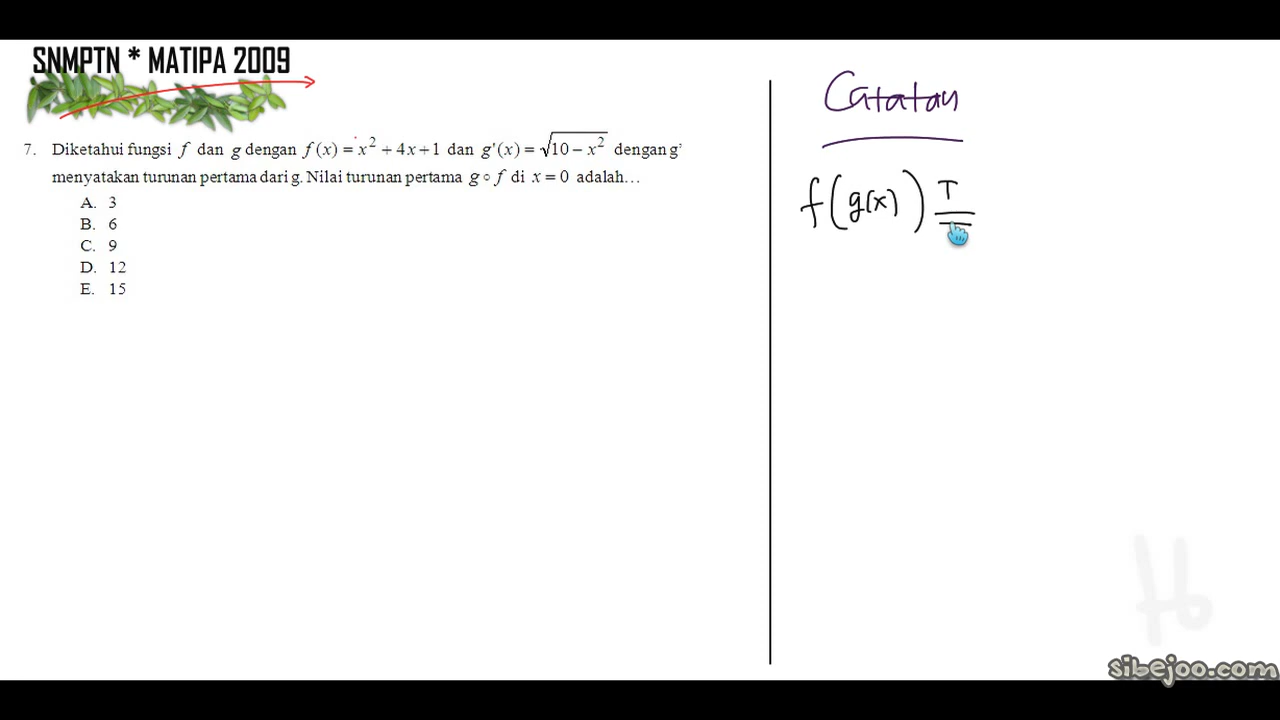 SNMPTN * MATIPA 2009
7. Diketahui fungsi f dan g dengan f(x) = x² + 4x + 1 dan g'(x) = √(10 − x²) dengan g'
menyatakan turunan pertama dari g. Nilai turunan pertama g ∘ f di x = 0 adalah…
A. 3
B. 6
C. 9
D. 12
E. 15
Catatan
f(g(x)) T
sibejoo.com